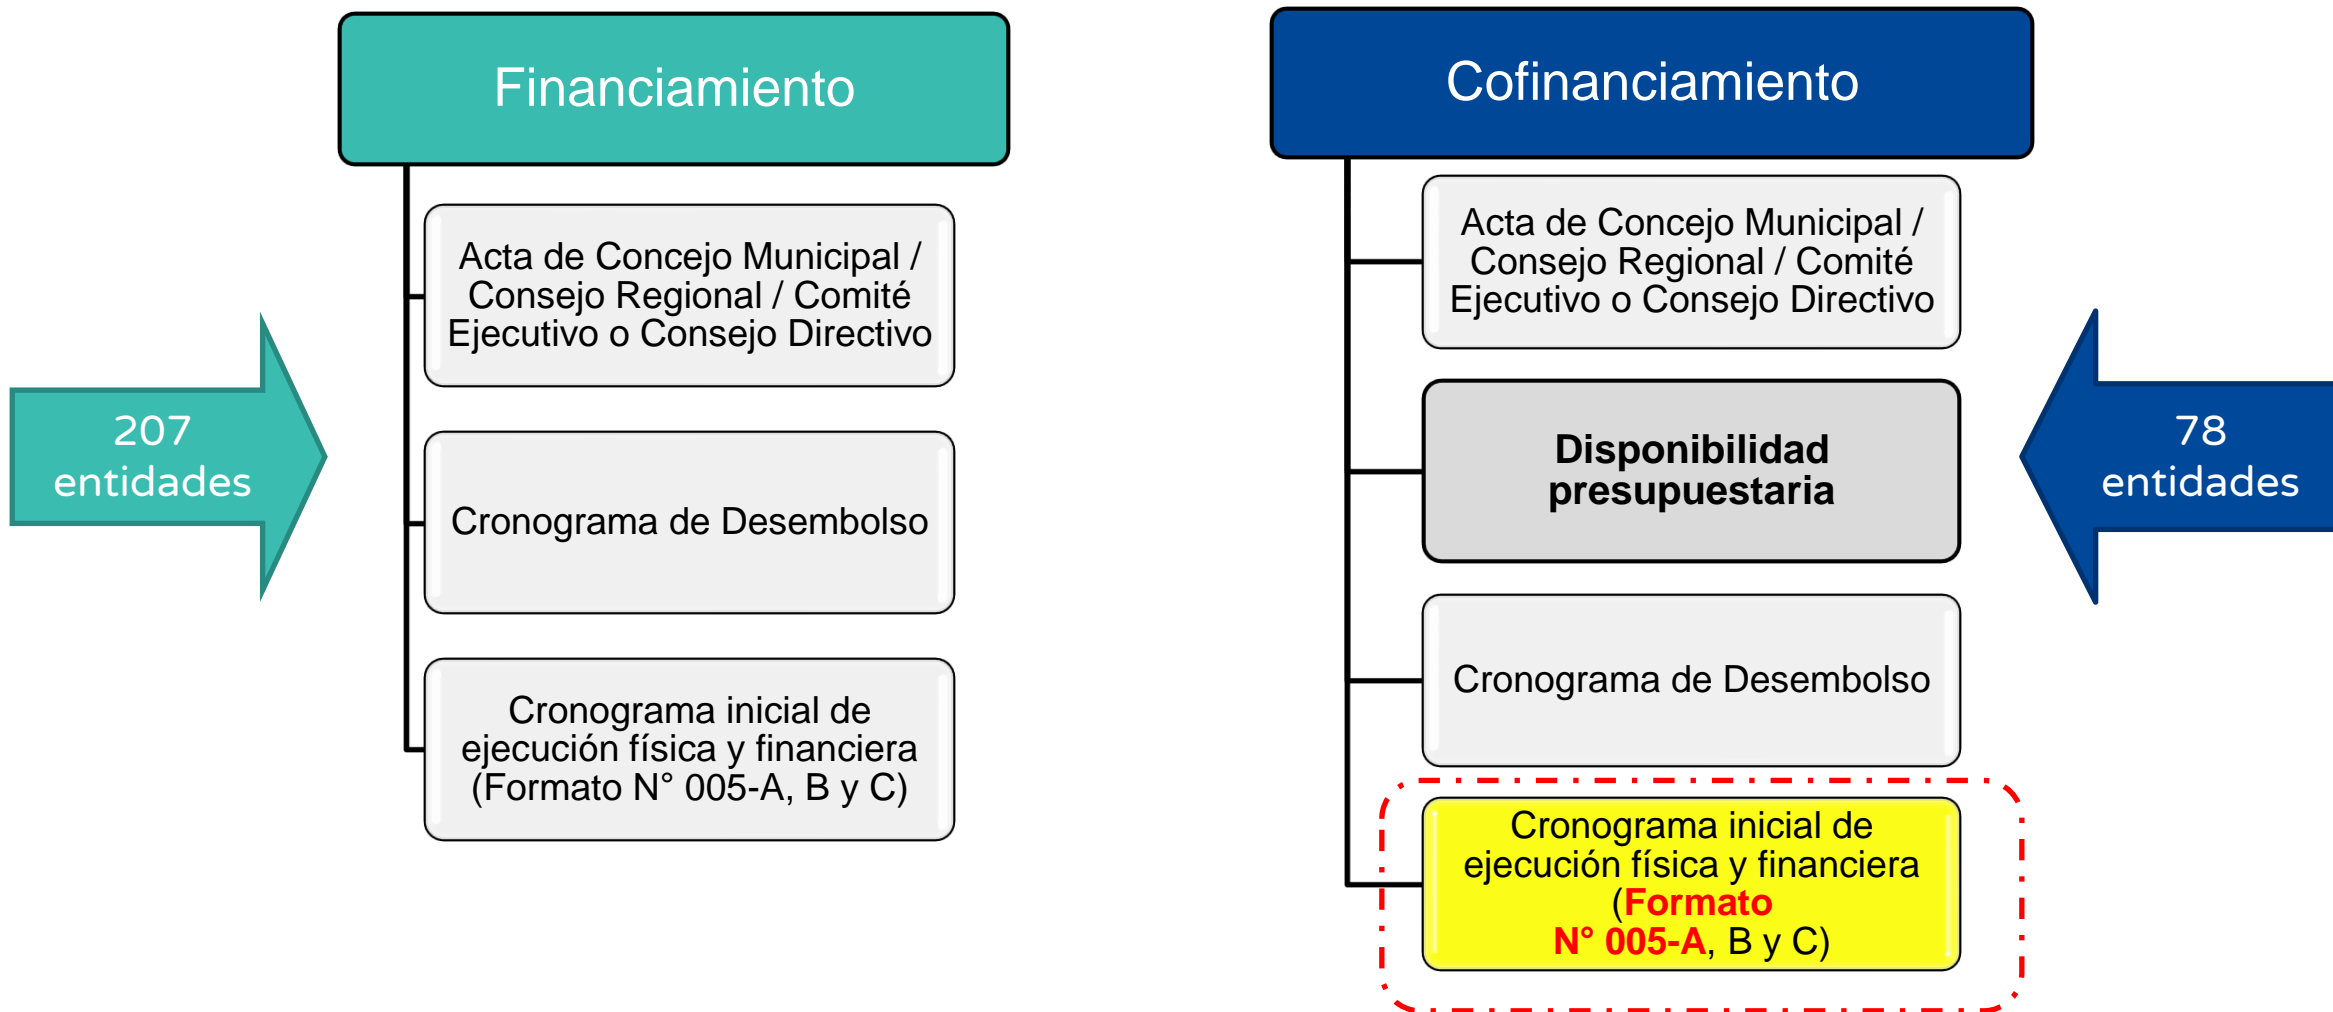 Financiamiento
Acta de Concejo Municipal /
Consejo Regional / Comité
Ejecutivo o Consejo Directivo
207
entidades
Cronograma de Desembolso
Cronograma inicial de
ejecución física y financiera
(Formato N° 005-A, B y C)
Cofinanciamiento
Acta de Concejo Municipal /
Consejo Regional / Comité
Ejecutivo o Consejo Directivo
Disponibilidad
presupuestaria
78
entidades
Cronograma de Desembolso
Cronograma inicial de
ejecución física y financiera
(Formato
N° 005-A, B y C)